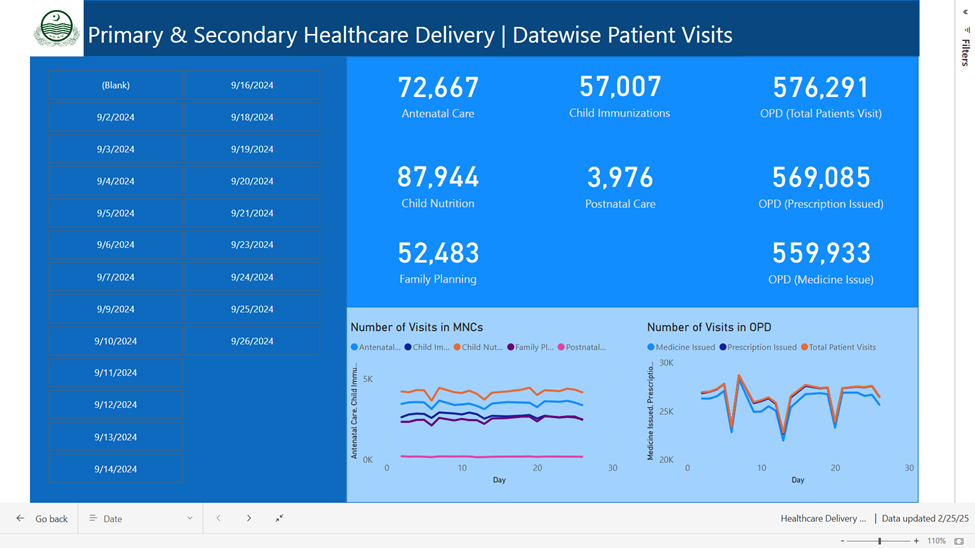 Primary & Secondary Healthcare Delivery | Datewise Patient Visits
Filters
(Blank)
9/16/2024
9/2/2024
9/18/2024
9/3/2024
9/19/2024
9/4/2024
9/20/2024
9/5/2024
9/21/2024
9/6/2024
9/23/2024
9/7/2024
9/24/2024
9/9/2024
9/25/2024
9/10/2024
9/26/2024
9/11/2024
9/12/2024
9/13/2024
9/14/2024
72,667
Antenatal Care
57,007
Child Immunizations
576,291
OPD (Total Patients Visit)
87,944
Child Nutrition
3,976
Postnatal Care
569,085
OPD (Prescription Issued)
52,483
Family Planning
559,933
OPD (Medicine Issue)
Number of Visits in MNCs
Antenatal... Child Im... Child Nut... Family Pl... Postnatal...
Antenatal Care, Child Immu...
5K
0K
0 10 20 30
Day
Number of Visits in OPD
Medicine Issued Prescription Issued Total Patient Visits
Medicine Issued, Prescriptio...
30K
25K
20K
0 10 20 30
Day
Go back
Date
Healthcare Delivery ... | Data updated 2/25/25
- + 110%